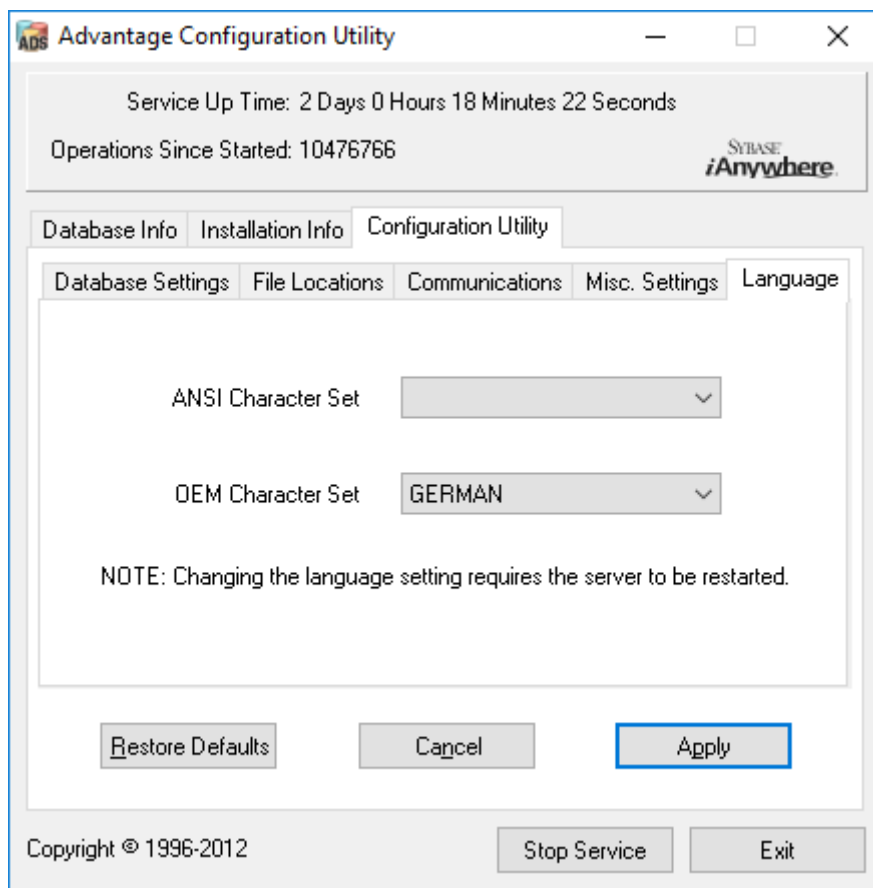 ADS Advantage Configuration Utility
Service Up Time: 2 Days 0 Hours 18 Minutes 22 Seconds
Operations Since Started: 10476766
SYBASE
iAnywhere.
Database Info Installation Info Configuration Utility
Database Settings File Locations Communications Misc. Settings Language
ANSI Character Set
OEM Character Set GERMAN
NOTE: Changing the language setting requires the server to be restarted.
Restore Defaults Cancel Apply
Copyright © 1996-2012 Stop Service Exit